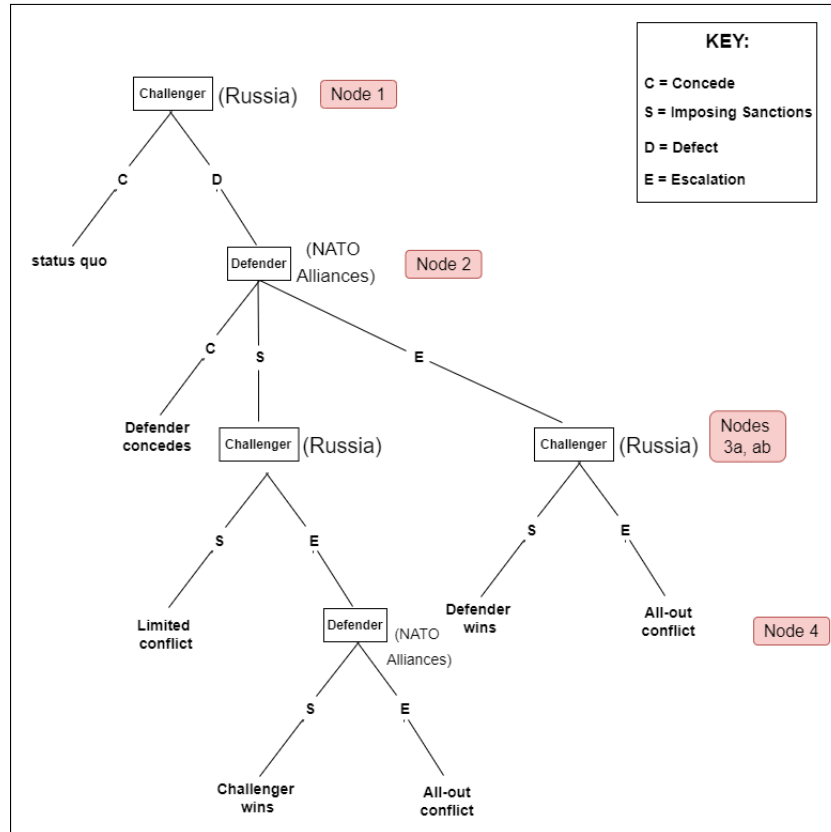 KEY:
C = Concede
S = Imposing Sanctions
D = Defect
E = Escalation
Challenger
(Russia)
Node 1
C
D
status quo
Defender
(NATO
Alliances)
Node 2
C
S
E
Defender
concedes
Challenger
(Russia)
Challenger
(Russia)
Nodes
3a, ab
S
E
S
E
Limited
conflict
Defender
(NATO
Alliances)
Defender
wins
All-out
conflict
Node 4
S
E
Challenger
wins
All-out
conflict